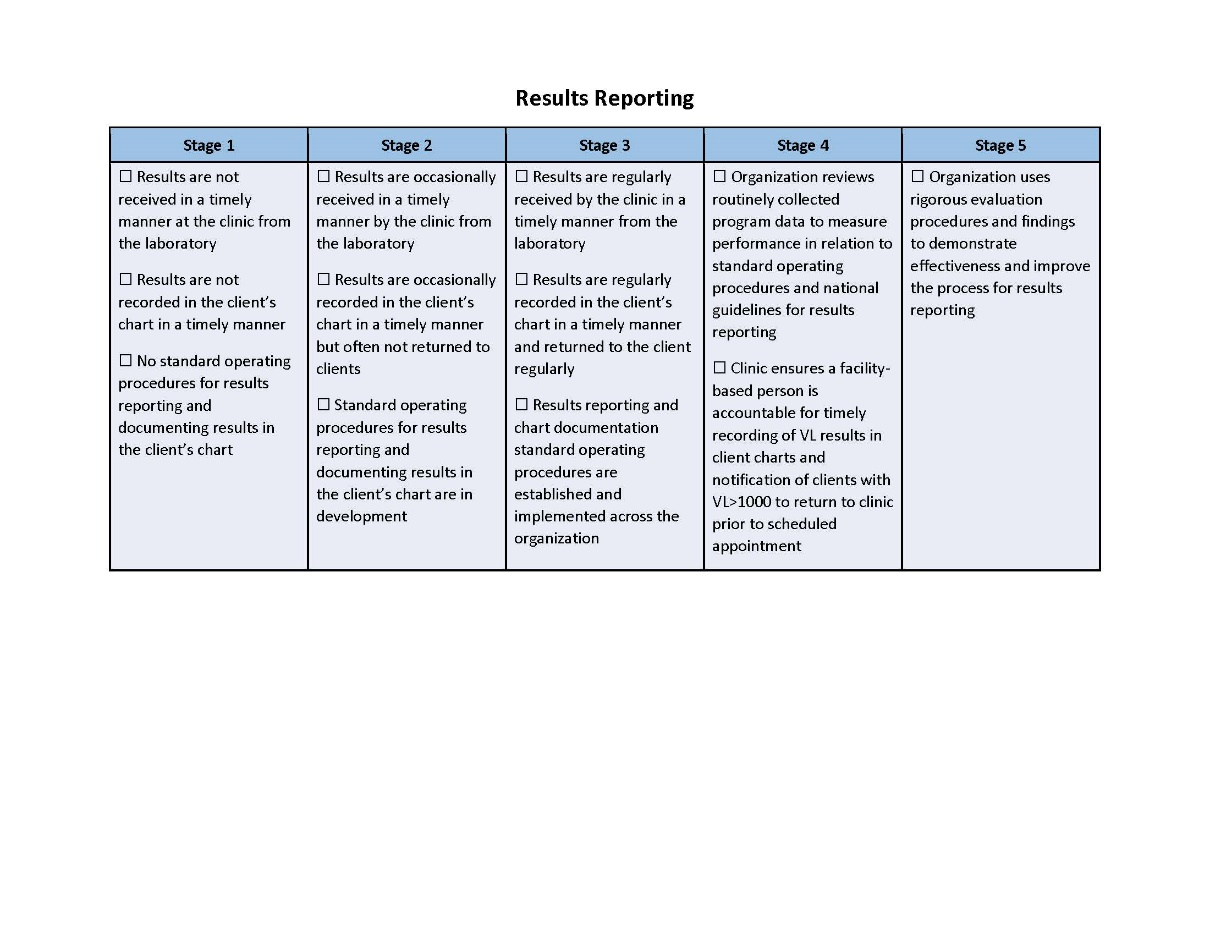 Results Reporting
Stage 1
Stage 2
Stage 3
Stage 4
Stage 5
☐ Results are not
received in a timely
manner at the clinic from
the laboratory
☐ Results are not
recorded in the client’s
chart in a timely manner
☐ No standard operating
procedures for results
reporting and
documenting results in
the client’s chart
☐ Results are occasionally
received in a timely
manner by the clinic from
the laboratory
☐ Results are occasionally
recorded in the client’s
chart in a timely manner
but often not returned to
clients
☐ Standard operating
procedures for results
reporting and
documenting results in
the client’s chart are in
development
☐ Results are regularly
received by the clinic in a
timely manner from the
laboratory
☐ Results are regularly
recorded in the client’s
chart in a timely manner
and returned to the client
regularly
☐ Results reporting and
chart documentation
standard operating
procedures are
established and
implemented across the
organization
☐ Organization reviews
routinely collected
program data to measure
performance in relation to
standard operating
procedures and national
guidelines for results
reporting
☐ Clinic ensures a facility-
based person is
accountable for timely
recording of VL results in
client charts and
notification of clients with
VL>1000 to return to clinic
prior to scheduled
appointment
☐ Organization uses
rigorous evaluation
procedures and findings
to demonstrate
effectiveness and improve
the process for results
reporting